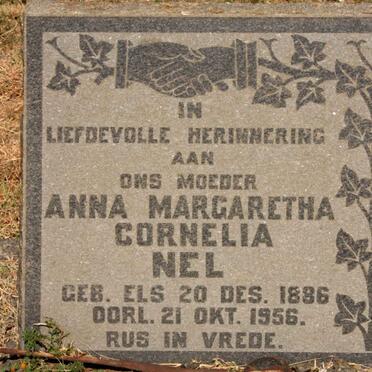 IN
LIEFDEVOLLE HERINNERING
AAN
ONS MOEDER
ANNA MARGARETHA
CORNELIA
NEL
GEB. ELS 20 DES. 1886
OORL. 21 OKT. 1956.
RUS IN VREDE.